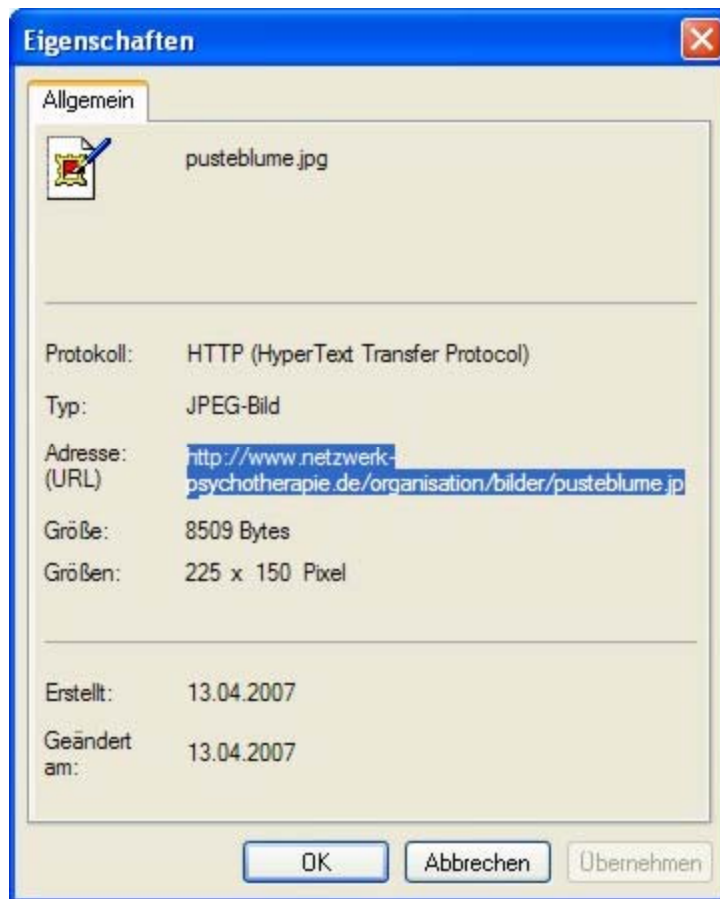 Eigenschaften
Allgemein
pusteblume.jpg
Protokoll: HTTP (HyperText Transfer Protocol)
Typ: JPEG-Bild
Adresse: http://www.netzwerk-
(URL) psychotherapie.de/organisation/bilder/pusteblume.jp
Größe: 8509 Bytes
Größen: 225 x 150 Pixel
Erstellt: 13.04.2007
Geändert
am: 13.04.2007
OK Abbrechen Übernehmen